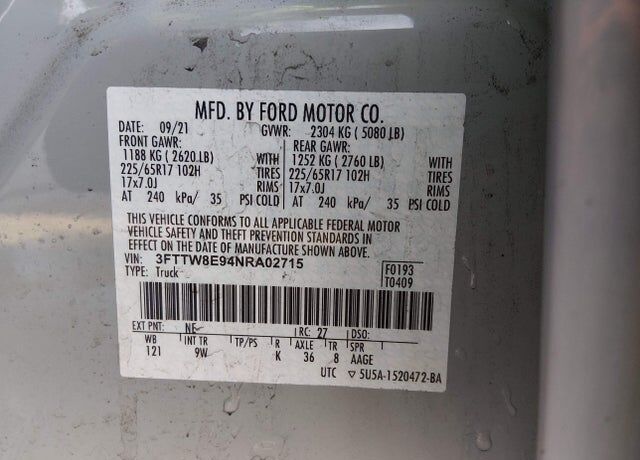 MFD. BY FORD MOTOR CO.
DATE: 09/21 GVWR: 2304 KG ( 5080 LB)
FRONT GAWR: REAR GAWR:
1188 KG ( 2620 LB) WITH 1252 KG ( 2760 LB) WITH
225/65R17 102H TIRES 225/65R17 102H TIRES
17x7.0J RIMS 17x7.0J RIMS
AT 240 kPa/ 35 PSI COLD AT 240 kPa/ 35 PSI COLD
THIS VEHICLE CONFORMS TO ALL APPLICABLE FEDERAL MOTOR
VEHICLE SAFETY AND THEFT PREVENTION STANDARDS IN
EFFECT ON THE DATE OF MANUFACTURE SHOWN ABOVE.
VIN: 3FTTW8E94NRA02715 F0193
TYPE: Truck T0409
EXT PNT: NE RC: 27 DSO:
WB INT TR TP/PS R AXLE TR SPR
121 9W K 36 8 AAGE
UTC ▽ 5U5A-1520472-BA